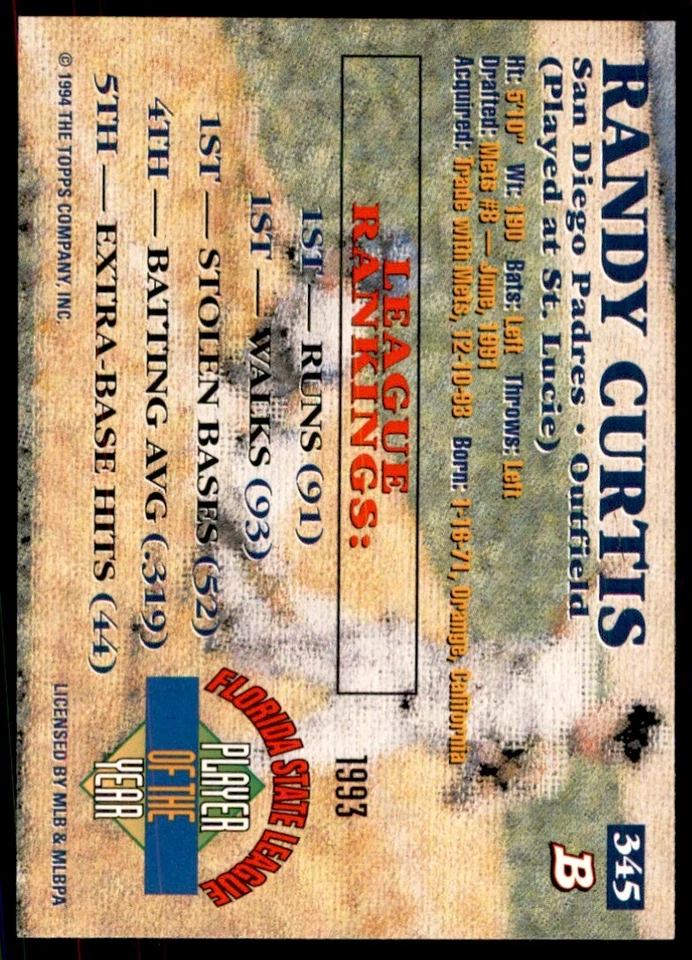 RANDY CURTIS
345
B
San Diego Padres • Outfield
(Played at St. Lucie)
Ht: 5'10" Wt: 190 Bats: Left Throws: Left
Drafted: Mets #8 — June, 1991
Acquired: Trade with Mets, 12-10-93 Born: 1-16-71, Orange, California
LEAGUE
RANKINGS:
1ST — RUNS (91)
1ST — WALKS (93)
1ST — STOLEN BASES (52)
4TH — BATTING AVG (.319)
5TH — EXTRA-BASE HITS (44)
1993
FLORIDA STATE LEAGUE
PLAYER
OF THE
YEAR
© 1994 THE TOPPS COMPANY, INC.
LICENSED BY MLB & MLBPA